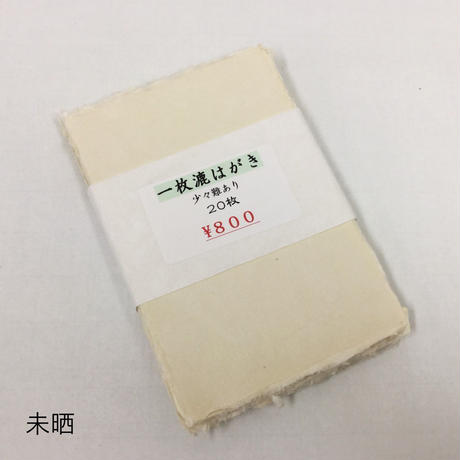 一枚漉はがき
少々難あり
20枚
¥800
未晒